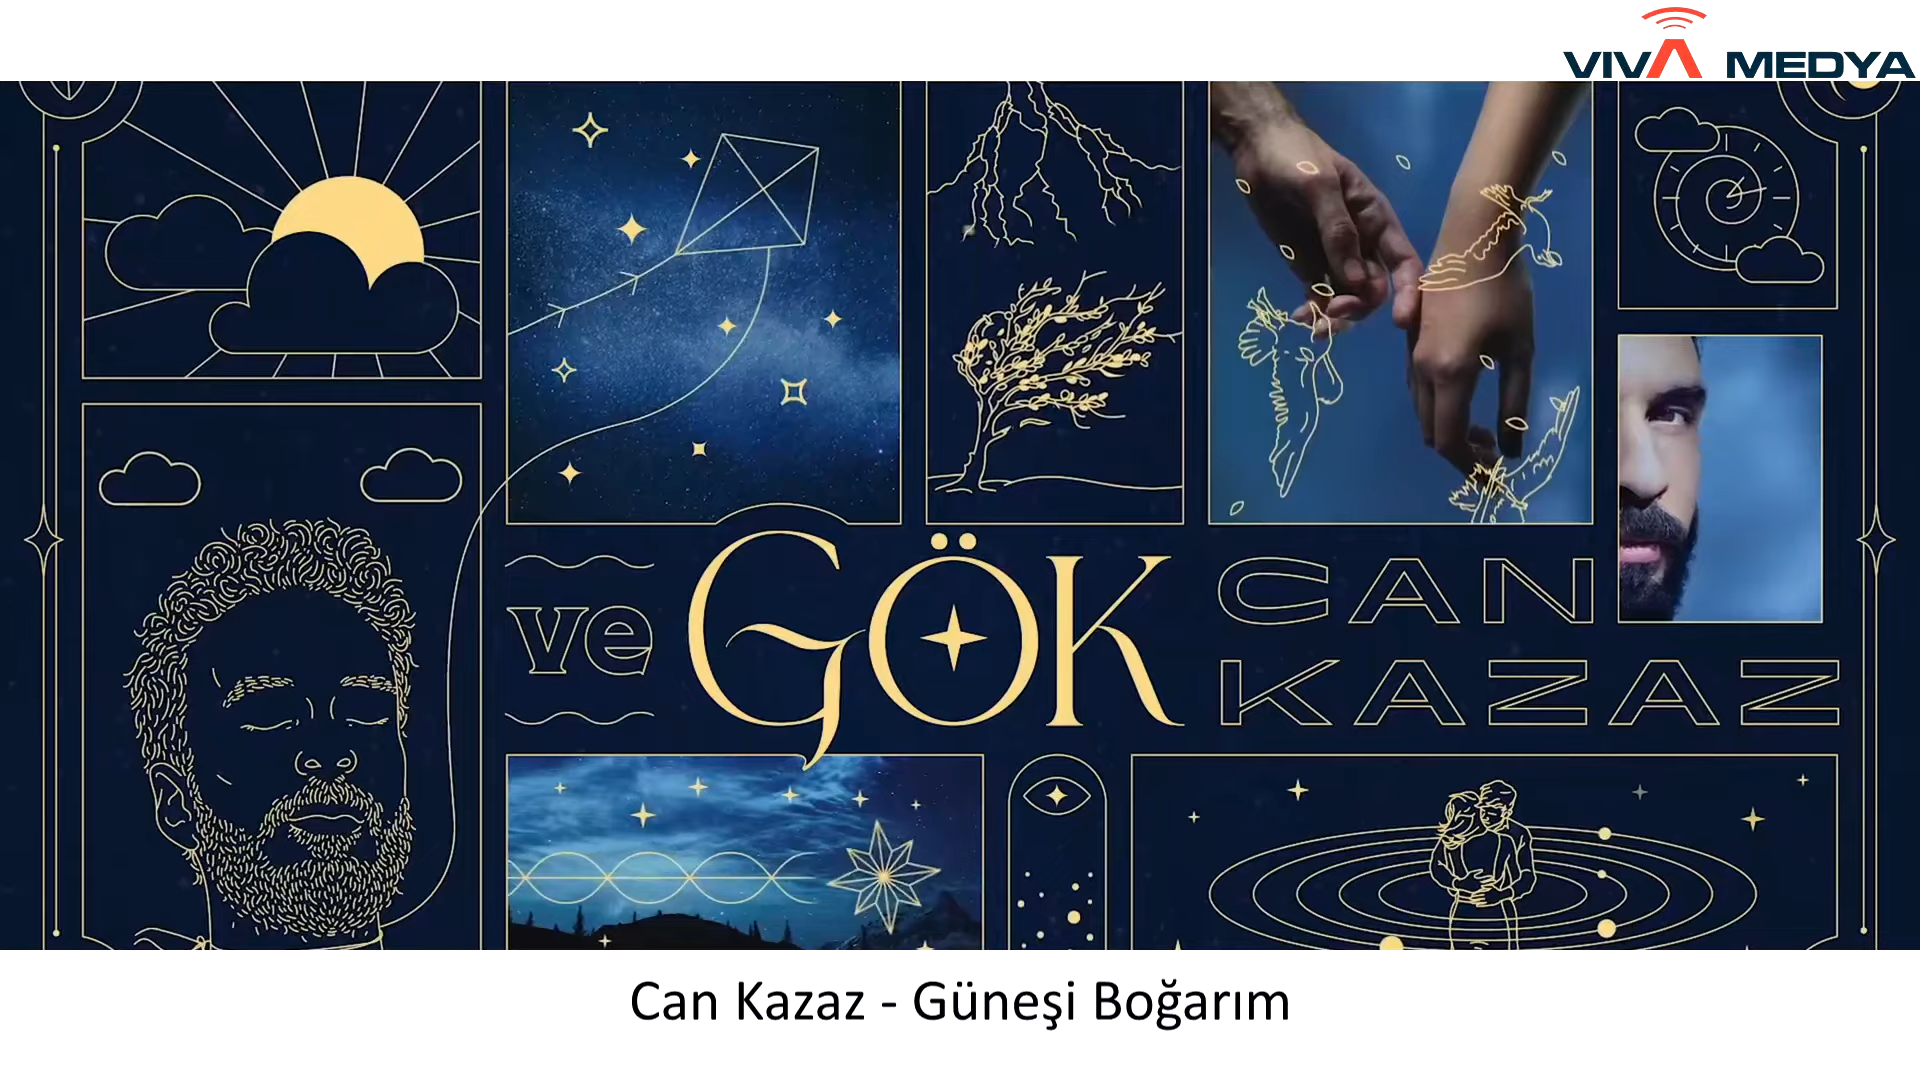 VIVA MEDYA
ve GÖK
CAN
KAZAZ
Can Kazaz - Güneşi Boğarım